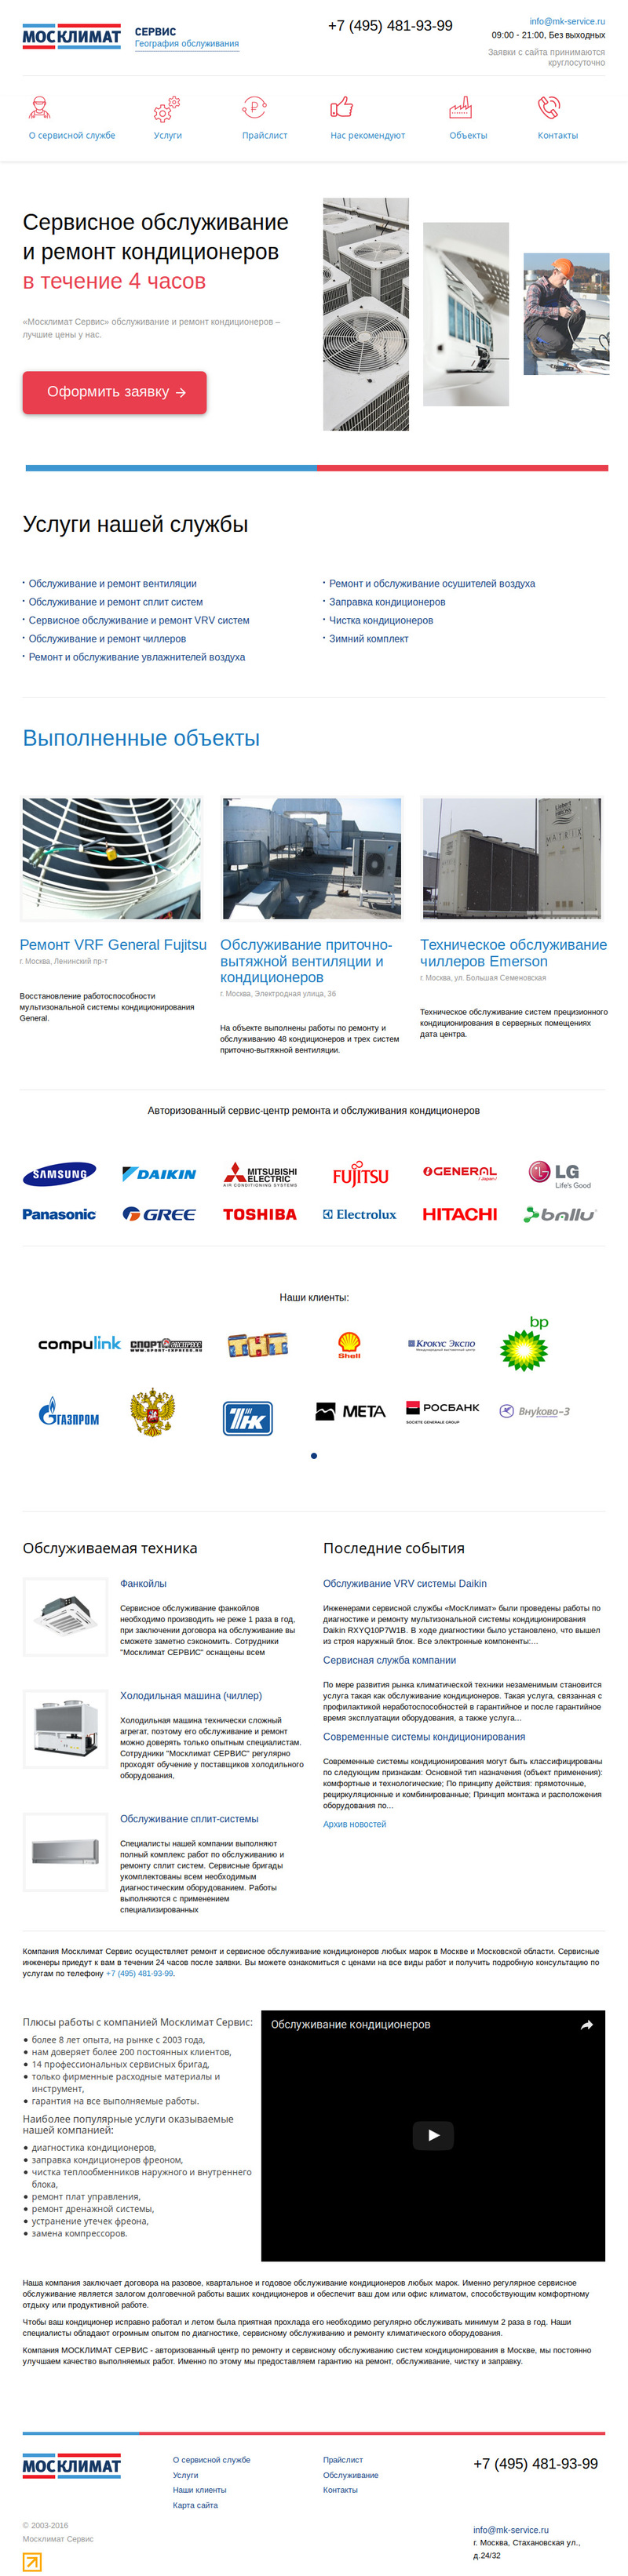 МОСКЛИМАТ
СЕРВИС
География обслуживания
+7 (495) 481-93-99
info@mk-service.ru
09:00 - 21:00, Без выходных
Заявки с сайта принимаются
круглосуточно
О сервисной службе
Услуги
Прайслист
Нас рекомендуют
Объекты
Контакты
Сервисное обслуживание
и ремонт кондиционеров
в течение 4 часов
«Москлимат Сервис» обслуживание и ремонт кондиционеров –
лучшие цены у нас.
Оформить заявку →
Услуги нашей службы
Обслуживание и ремонт вентиляции
Обслуживание и ремонт сплит систем
Сервисное обслуживание и ремонт VRV систем
Обслуживание и ремонт чиллеров
Ремонт и обслуживание увлажнителей воздуха
Ремонт и обслуживание осушителей воздуха
Заправка кондиционеров
Чистка кондиционеров
Зимний комплект
Выполненные объекты
MATRIX
Ремонт VRF General Fujitsu
г. Москва, Ленинский пр-т
Восстановление работоспособности
мультизональной системы кондиционирования
General.
Обслуживание приточно-
вытяжной вентиляции и
кондиционеров
г. Москва, Электродная улица, 3б
На объекте выполнены работы по ремонту и
обслуживанию 48 кондиционеров и трех систем
приточно-вытяжной вентиляции.
Техническое обслуживание
чиллеров Emerson
г. Москва, ул. Большая Семеновская
Техническое обслуживание систем прецизионного
кондиционирования в серверных помещениях
дата центра.
Авторизованный сервис-центр ремонта и обслуживания кондиционеров
SAMSUNG
DAIKIN
MITSUBISHI
ELECTRIC
AIR CONDITIONING SYSTEMS
FUJITSU
GENERAL
(Japan)
LG
Life's Good
Panasonic
GREE
TOSHIBA
Electrolux
HITACHI
ballu
Наши клиенты:
compulink
СПОРТ ЭКСПРЕСС
WWW.SPORT-EXPRESS.RU
ТНТ
Shell
Крокус Экспо
Международный выставочный центр
bp
ГАЗПРОМ
ТНК
МЕТА
РОСБАНК
SOCIETE GENERALE GROUP
Внуково-3
Обслуживаемая техника
Фанкойлы
Сервисное обслуживание фанкойлов
необходимо производить не реже 1 раза в год,
при заключении договора на обслуживание вы
сможете заметно сэкономить. Сотрудники
"Москлимат СЕРВИС" оснащены всем
Холодильная машина (чиллер)
Холодильная машина технически сложный
агрегат, поэтому его обслуживание и ремонт
можно доверять только опытным специалистам.
Сотрудники "Москлимат СЕРВИС" регулярно
проходят обучение у поставщиков холодильного
оборудования,
Обслуживание сплит-системы
Специалисты нашей компании выполняют
полный комплекс работ по обслуживанию и
ремонту сплит систем. Сервисные бригады
укомплектованы всем необходимым
диагностическим оборудованием. Работы
выполняются с применением
специализированных
Последние события
Обслуживание VRV системы Daikin
Инженерами сервисной службы «МосКлимат» были проведены работы по
диагностике и ремонту мультизональной системы кондиционирования
Daikin RXYQ10P7W1B. В ходе диагностики было установлено, что вышел
из строя наружный блок. Все электронные компоненты:...
Сервисная служба компании
По мере развития рынка климатической техники незаменимым становится
услуга такая как обслуживание кондиционеров. Такая услуга, связанная с
профилактикой неработоспособностей в гарантийное и после гарантийное
время эксплуатации оборудования, а также услуга...
Современные системы кондиционирования
Современные системы кондиционирования могут быть классифицированы
по следующим признакам: Основной тип назначения (объект применения):
комфортные и технологические; По принципу действия: прямоточные,
рециркуляционные и комбинированные; Принцип монтажа и расположения
оборудования по...
Архив новостей
Компания Москлимат Сервис осуществляет ремонт и сервисное обслуживание кондиционеров любых марок в Москве и Московской области. Сервисные
инженеры приедут к вам в течении 24 часов после заявки. Вы можете ознакомиться с ценами на все виды работ и получить подробную консультацию по
услугам по телефону +7 (495) 481-93-99.
Плюсы работы с компанией Москлимат Сервис:
более 8 лет опыта, на рынке с 2003 года,
нам доверяет более 200 постоянных клиентов,
14 профессиональных сервисных бригад,
только фирменные расходные материалы и
инструмент,
гарантия на все выполняемые работы.
Наиболее популярные услуги оказываемые
нашей компанией:
диагностика кондиционеров,
заправка кондиционеров фреоном,
чистка теплообменников наружного и внутреннего
блока,
ремонт плат управления,
ремонт дренажной системы,
устранение утечек фреона,
замена компрессоров.
Обслуживание кондиционеров
Наша компания заключает договора на разовое, квартальное и годовое обслуживание кондиционеров любых марок. Именно регулярное сервисное
обслуживание является залогом долговечной работы ваших кондиционеров и обеспечит ваш дом или офис климатом, способствующим комфортному
отдыху или продуктивной работе.
Чтобы ваш кондиционер исправно работал и летом была приятная прохлада его необходимо регулярно обслуживать минимум 2 раза в год. Наши
специалисты обладают огромным опытом по диагностике, сервисному обслуживанию и ремонту климатического оборудования.
Компания МОСКЛИМАТ СЕРВИС - авторизованный центр по ремонту и сервисному обслуживанию систем кондиционирования в Москве, мы постоянно
улучшаем качество выполняемых работ. Именно по этому мы предоставляем гарантию на ремонт, обслуживание, чистку и заправку.
МОСКЛИМАТ
О сервисной службе
Услуги
Наши клиенты
Карта сайта
Прайслист
Обслуживание
Контакты
+7 (495) 481-93-99
© 2003-2016
Москлимат Сервис
info@mk-service.ru
г. Москва, Стахановская ул.,
д.24/32